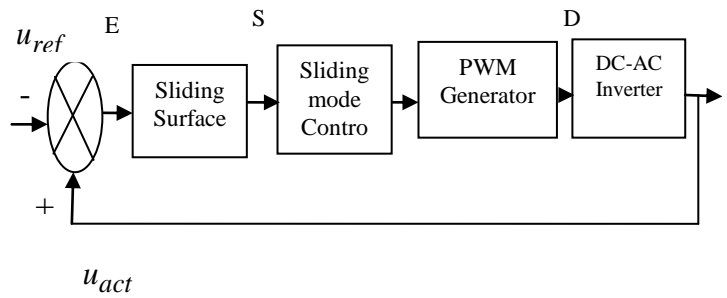 u_ref
E
S
D
-
Sliding
Surface
Sliding
mode
Contro
PWM
Generator
DC-AC
Inverter
+
u_act